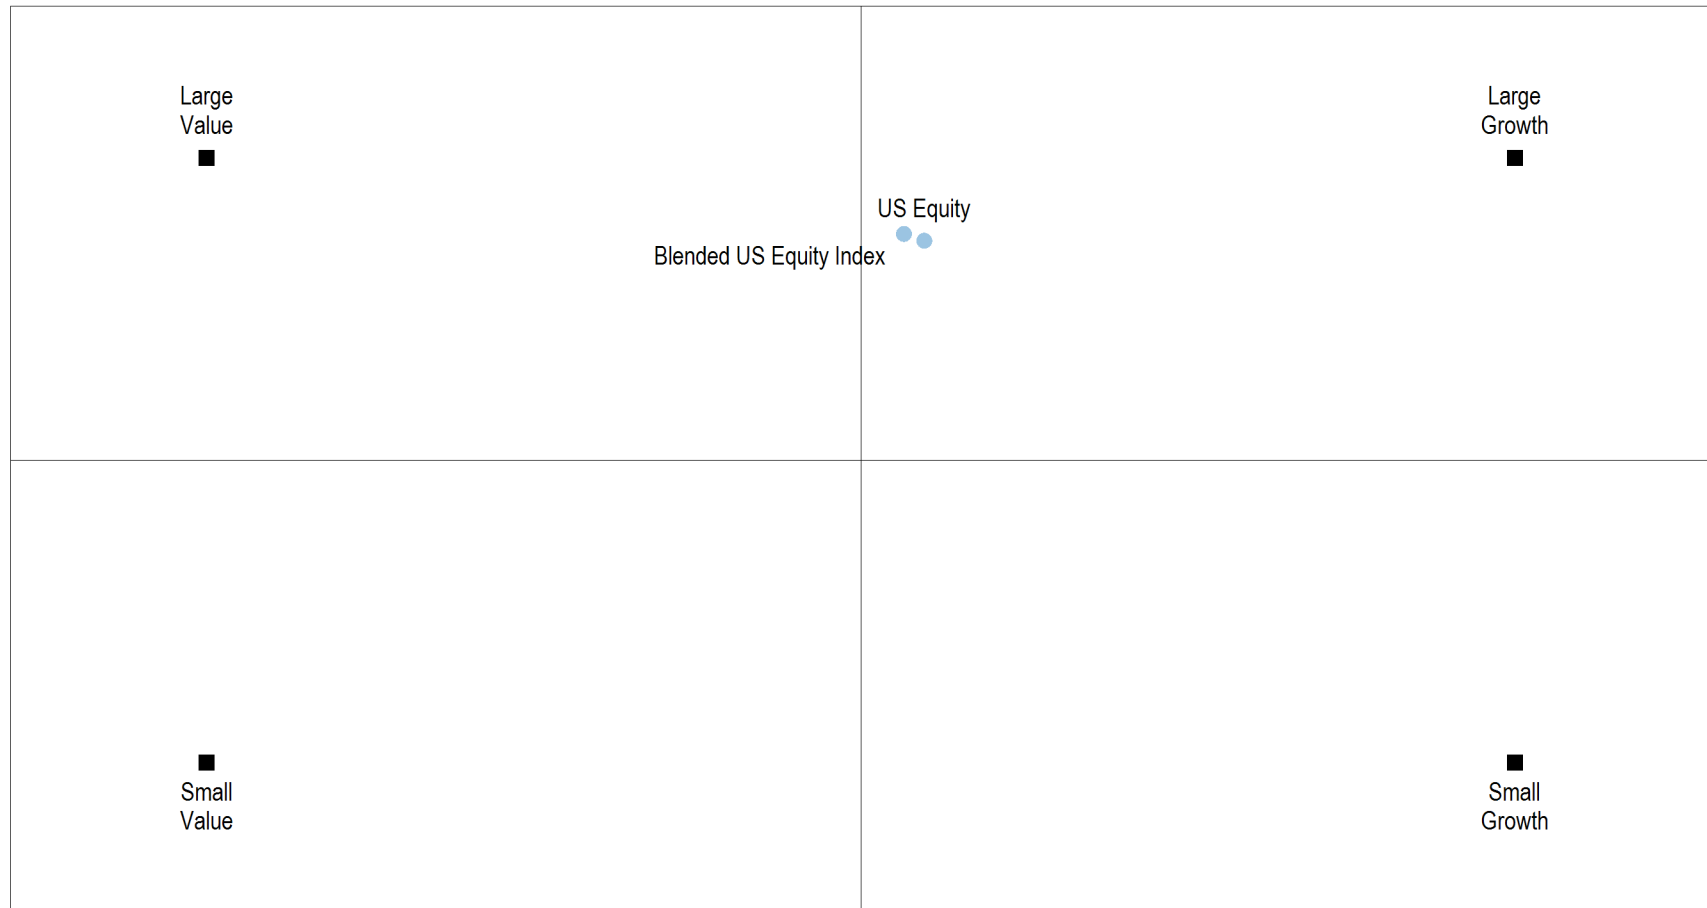 Large
Value
Large
Growth
US Equity
Blended US Equity Index
Small
Value
Small
Growth